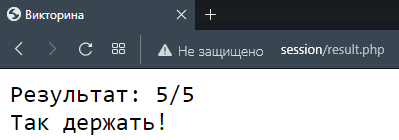 Викторина
Не защищено session/result.php
Результат: 5/5
Так держать!